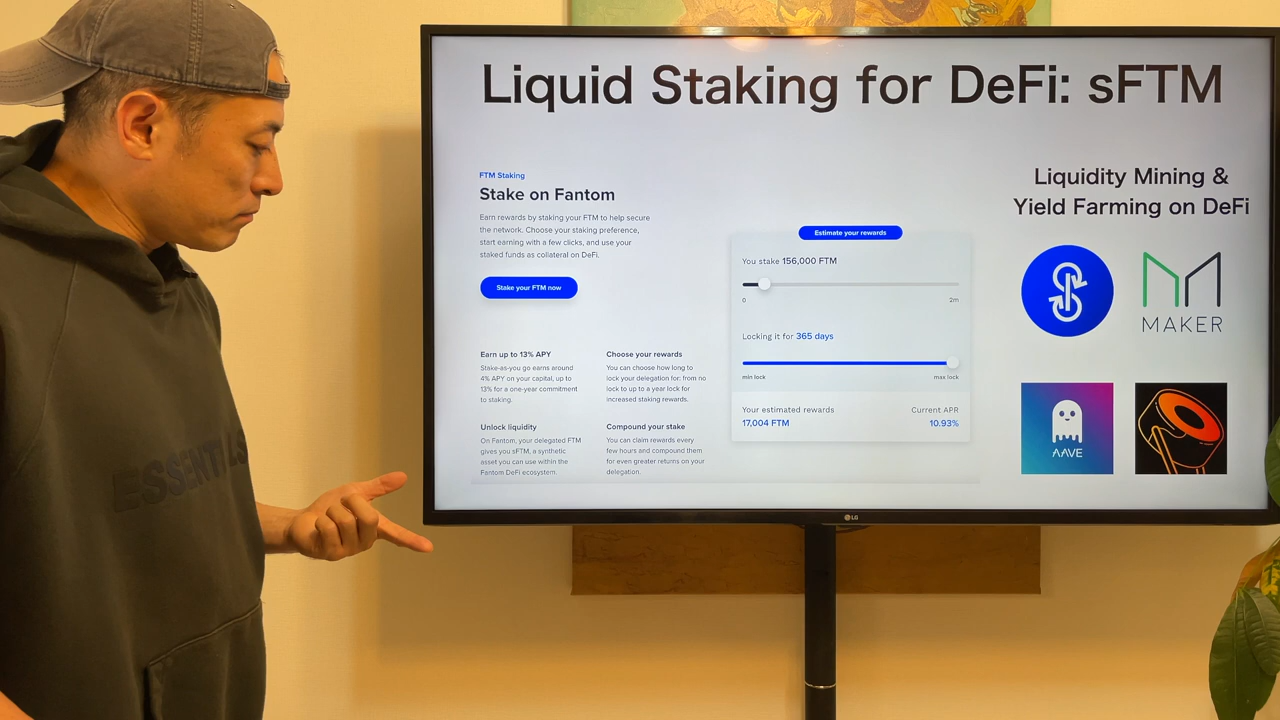 Liquid Staking for DeFi: sFTM
FTM Staking
Stake on Fantom
Earn rewards by staking your FTM to help secure
the network. Choose your staking preference,
start earning with a few clicks, and use your
staked funds as collateral on DeFi.
Stake your FTM now
Earn up to 13% APY
Stake-as-you go earns around
4% APY on your capital, up to
13% for a one-year commitment
to staking.
Choose your rewards
You can choose how long to
lock your delegation for: from no
lock to up to a year lock for
increased staking rewards.
Unlock liquidity
On Fantom, your delegated FTM
gives you sFTM, a synthetic
asset you can use within the
Fantom DeFi ecosystem.
Compound your stake
You can claim rewards every
few hours and compound them
for even greater returns on your
delegation.
Estimate your rewards
You stake 156,000 FTM
0 2m
Locking it for 365 days
min lock max lock
Your estimated rewards Current APR
17,004 FTM 10.93%
Liquidity Mining &
Yield Farming on DeFi
MAKER
AAVE
LG
ESSENTIALS